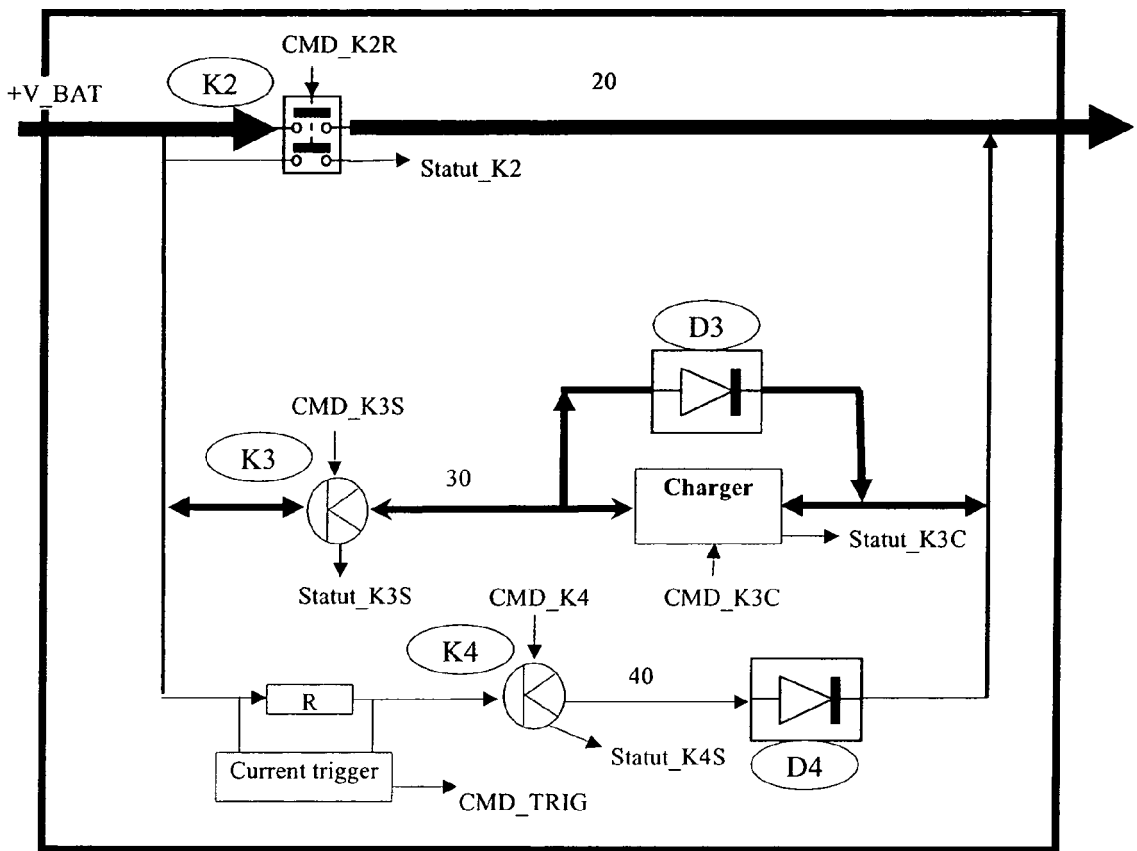 CMD_K2R
K2
20
+V_BAT
Statut_K2
D3
CMD_K3S
K3
30
Charger
Statut_K3C
Statut_K3S
CMD_K4
CMD_K3C
K4
40
R
Statut_K4S
Current trigger
D4
CMD_TRIG